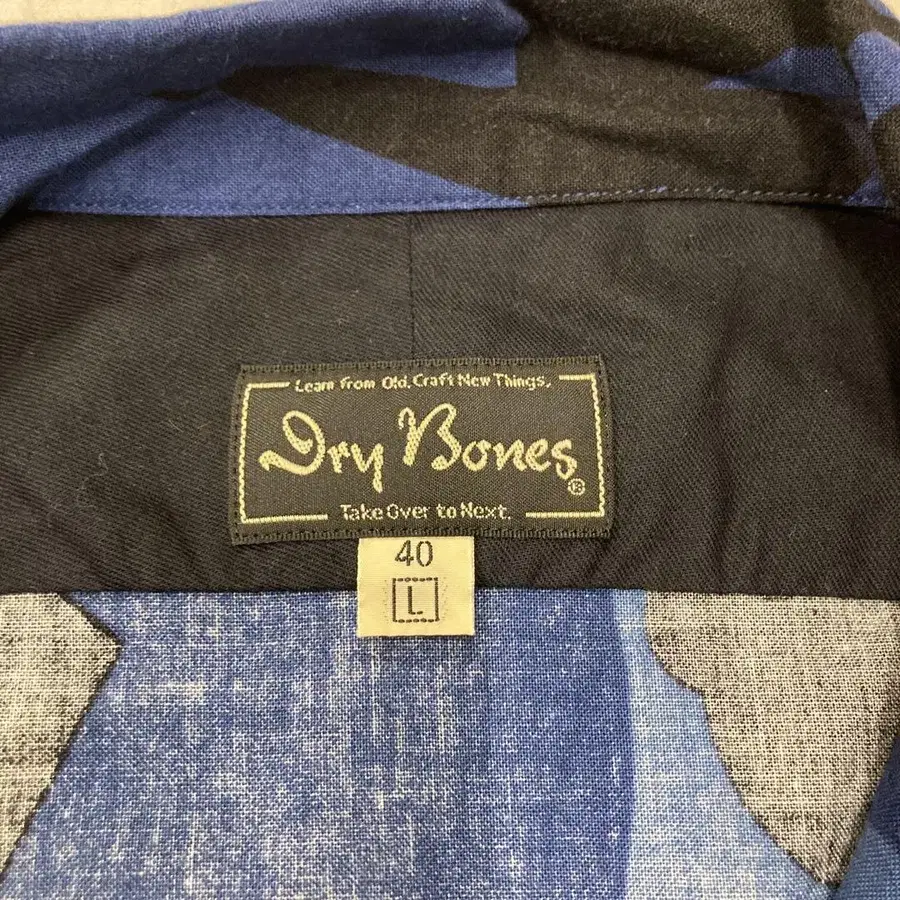 Learn From Old, Craft New Things.
Dry Bones®
Take Over to Next.
40
L